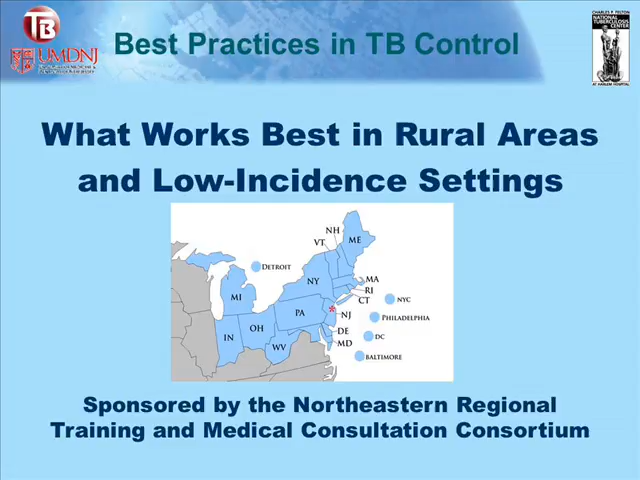 TB
UMDNJ
Best Practices in TB Control
CHARLES P. FELTON
NATIONAL
TUBERCULOSIS
CENTER
AT HARLEM HOSPITAL
What Works Best in Rural Areas
and Low-Incidence Settings
NH
VT
ME
DETROIT
NY
MA
RI
CT
MI
NYC
PA
NJ
PHILADELPHIA
OH
IN
DE
DC
WV
MD
BALTIMORE
Sponsored by the Northeastern Regional
Training and Medical Consultation Consortium